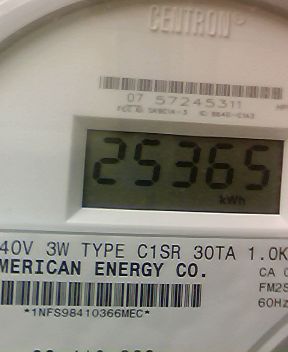 CENTRON
07 57245311
25365
kWh
40V 3W TYPE C1SR 30TA 1.0K
MERICAN ENERGY CO.
CA
FM2S
60Hz
*1NFS98410366MEC*